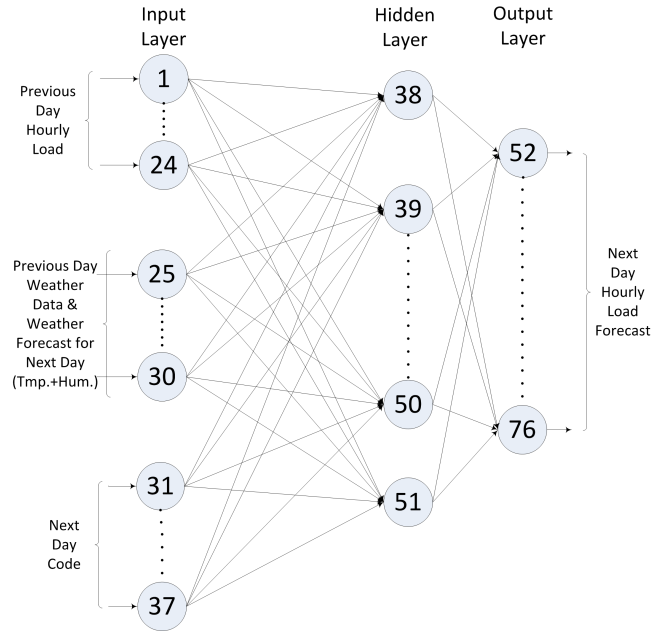 Input
Layer
Hidden
Layer
Output
Layer
Previous
Day
Hourly
Load
1
24
Previous Day
Weather
Data &
Weather
Forecast for
Next Day
(Tmp.+Hum.)
25
30
Next
Day
Code
31
37
38
39
50
51
52
76
Next
Day
Hourly
Load
Forecast